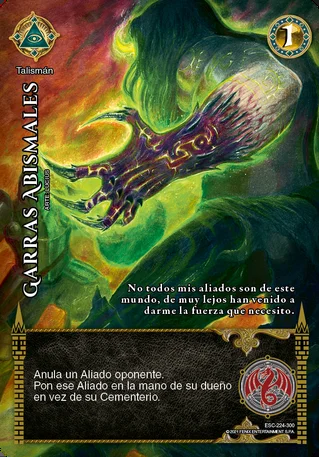 1
Talismán
GARRAS ABISMALES
No todos mis aliados son de este
mundo, de muy lejos han venido a
darme la fuerza que necesito.
Anula un Aliado oponente.
Pon ese Aliado en la mano de su dueño
en vez de su Cementerio.
ESC-224-300
©2021 FENIX ENTERTAINMENT S.P.A.